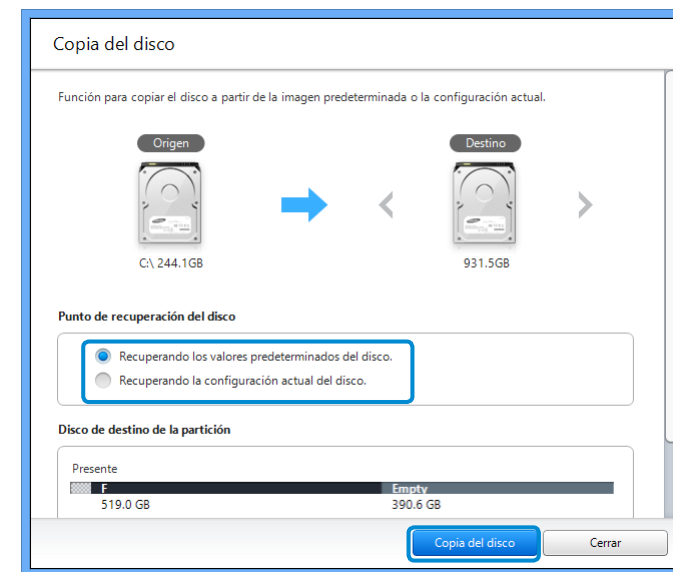 Copia del disco
Función para copiar el disco a partir de la imagen predeterminada o la configuración actual.
Origen
Destino
C:\ 244.1GB
931.5GB
Punto de recuperación del disco
Recuperando los valores predeterminados del disco.
Recuperando la configuración actual del disco.
Disco de destino de la partición
Presente
F
Empty
519.0 GB
390.6 GB
Copia del disco
Cerrar